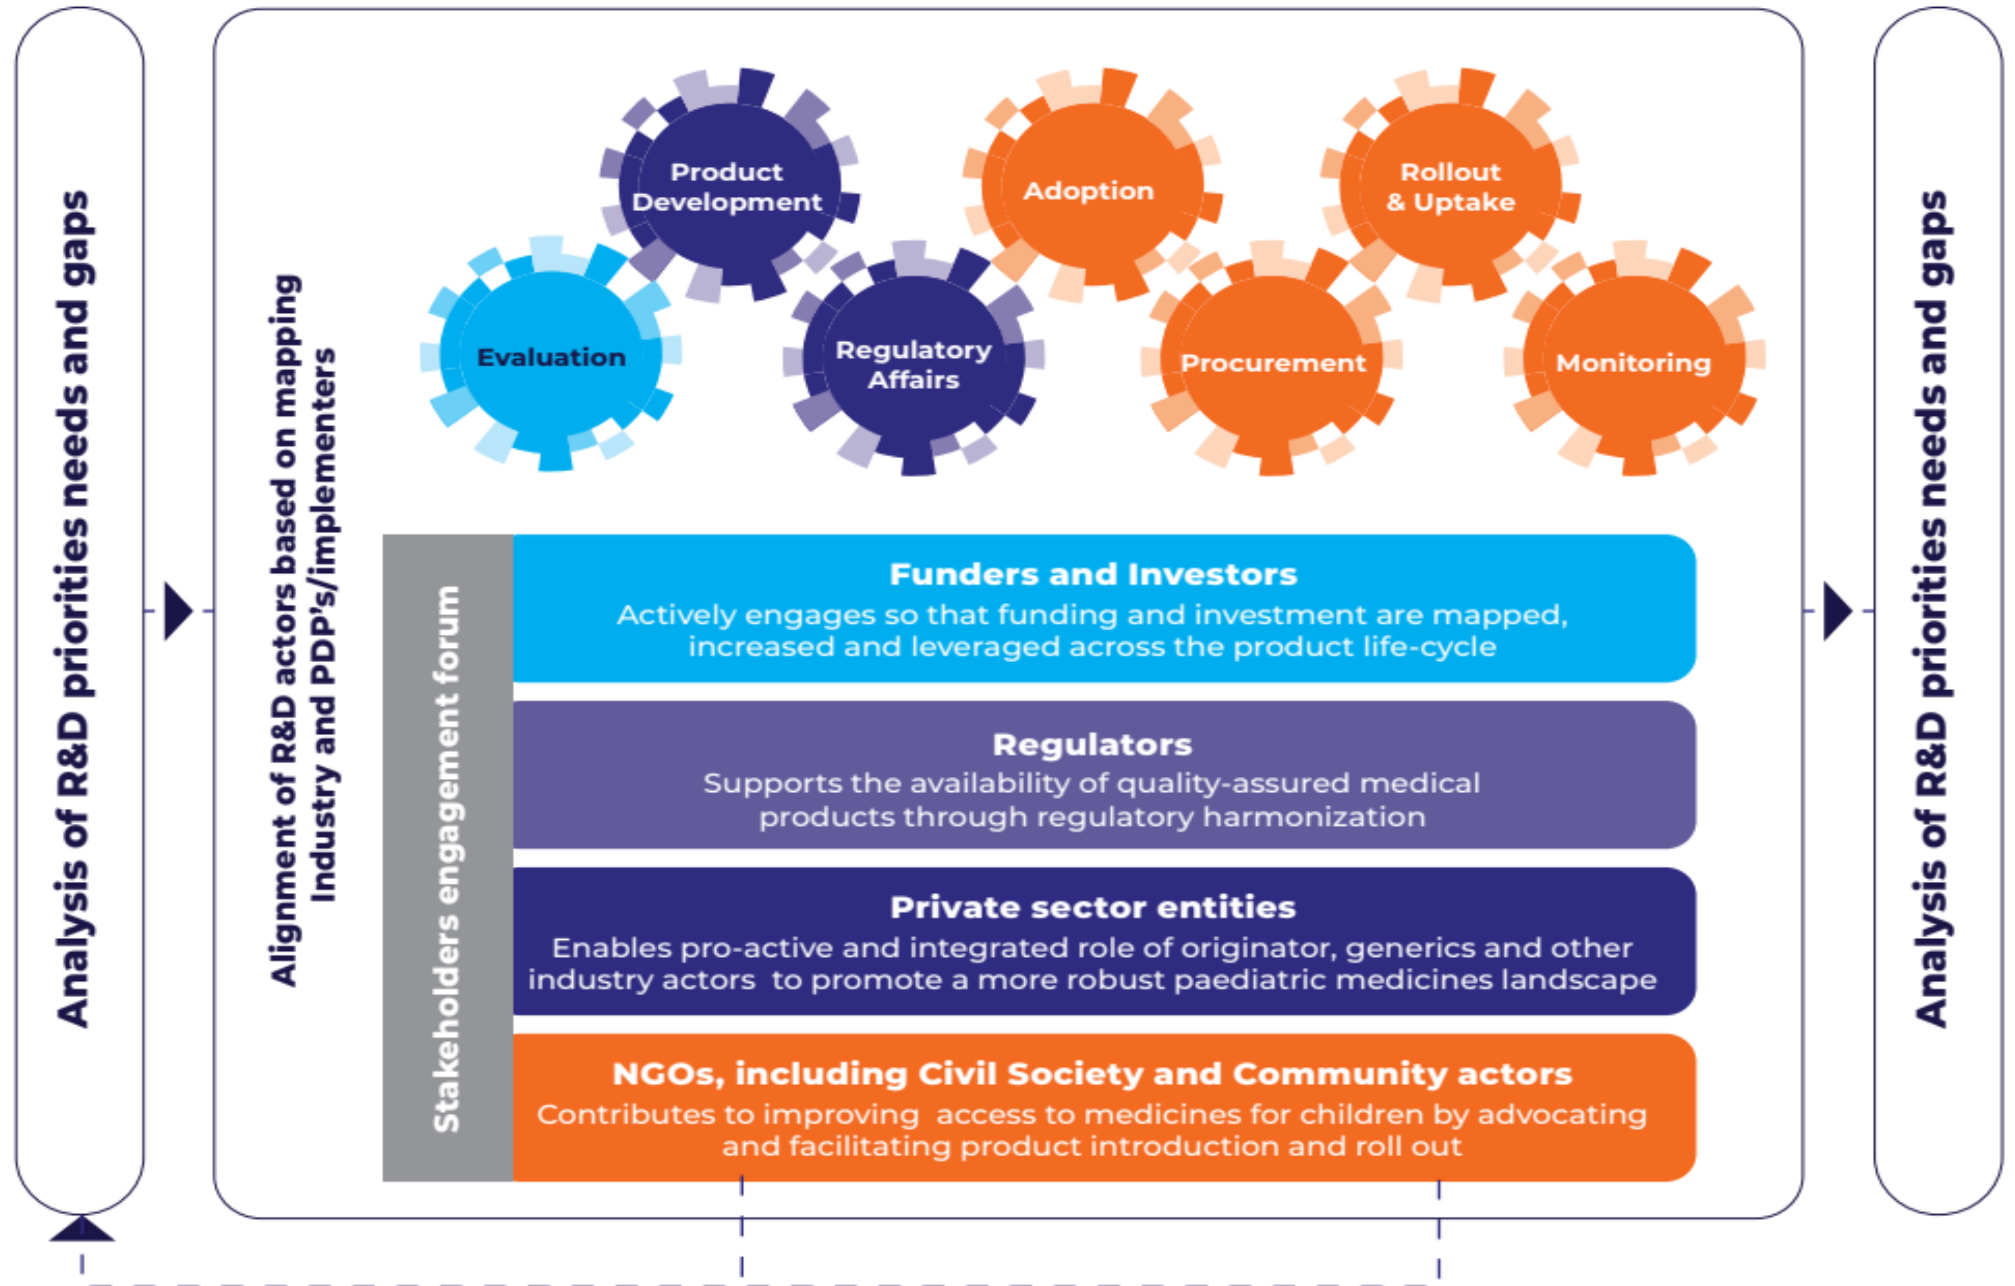 Analysis of R&D priorities needs and gaps
Alignment of R&D actors based on mapping
Industry and PDP's/implementers
Product
Development
Adoption
Rollout
& Uptake
Evaluation
Regulatory
Affairs
Procurement
Monitoring
Stakeholders engagement forum
Funders and Investors
Actively engages so that funding and investment are mapped,
increased and leveraged across the product life-cycle
Regulators
Supports the availability of quality-assured medical
products through regulatory harmonization
Private sector entities
Enables pro-active and integrated role of originator, generics and other
industry actors to promote a more robust paediatric medicines landscape
NGOs, including Civil Society and Community actors
Contributes to improving access to medicines for children by advocating
and facilitating product introduction and roll out
Analysis of R&D priorities needs and gaps